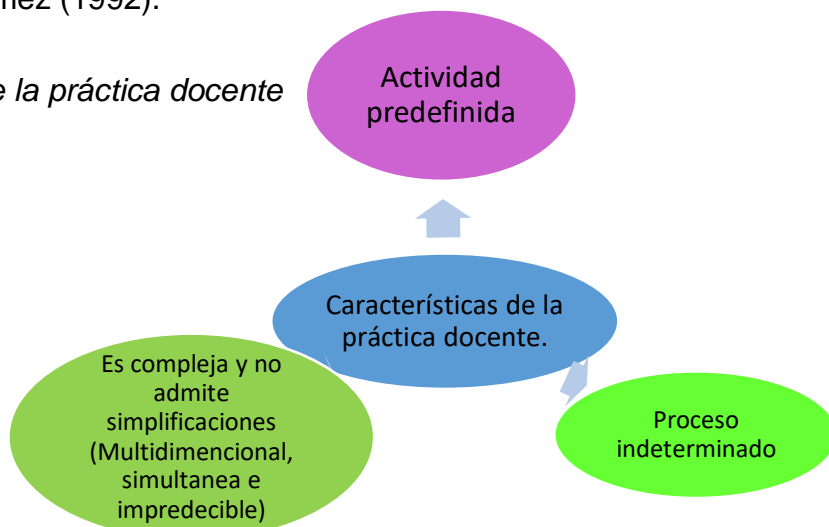 nez (1992).
e la práctica docente
Actividad
predefinida
Características de la
práctica docente.
Es compleja y no
admite
simplificaciones
(Multidimencional,
simultanea e
impredecible)
Proceso
indeterminado